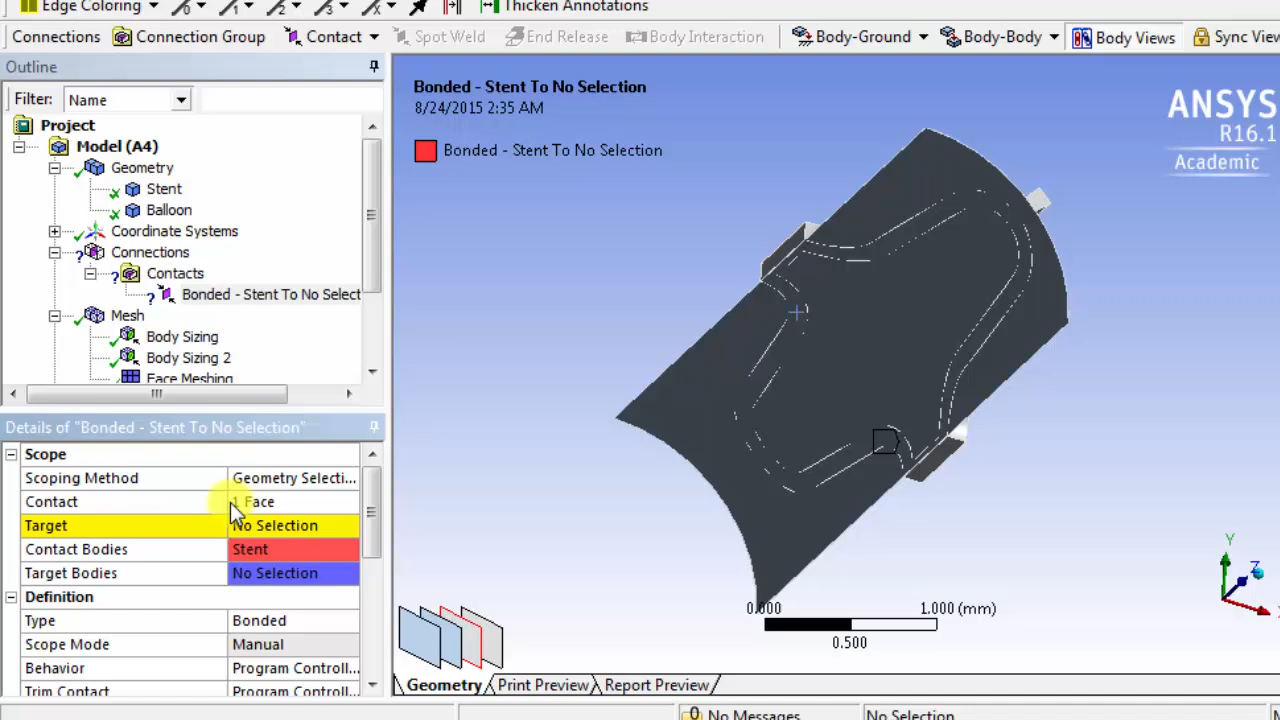 Edge Coloring
Thicken Annotations
Connections Connection Group Contact Spot Weld End Release Body Interaction Body-Ground Body-Body Body Views Sync
Outline
Filter: Name
Project
Model (A4)
Geometry
Stent
Balloon
Coordinate Systems
Connections
Contacts
Bonded - Stent To No Select
Mesh
Body Sizing
Body Sizing 2
Face Meshing
Details of "Bonded - Stent To No Selection"
Scope
Scoping Method Geometry Selecti...
Contact 1 Face
Target No Selection
Contact Bodies Stent
Target Bodies No Selection
Definition
Type Bonded
Scope Mode Manual
Behavior Program Controll...
Trim Contact Program Controll...
Bonded - Stent To No Selection
8/24/2015 2:35 AM
Bonded - Stent To No Selection
ANSYS
R16.1
Academic
Y
Z
0.000 1.000 (mm)
0.500
Geometry Print Preview Report Preview
0 No Messages No Selection